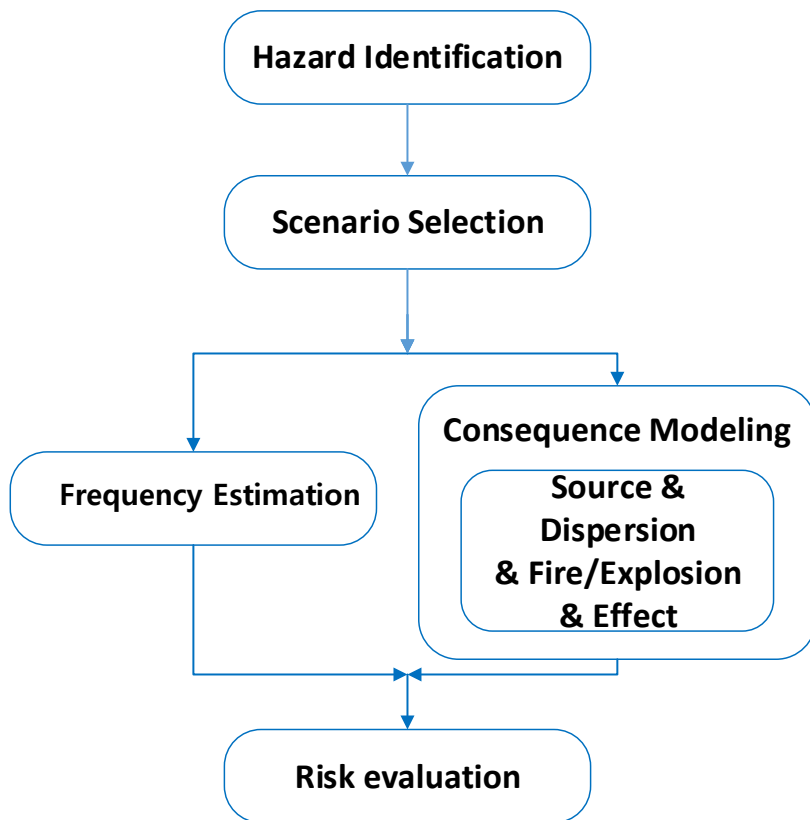 Hazard Identification
Scenario Selection
Frequency Estimation
Consequence Modeling
Source &
Dispersion
& Fire/Explosion
& Effect
Risk evaluation